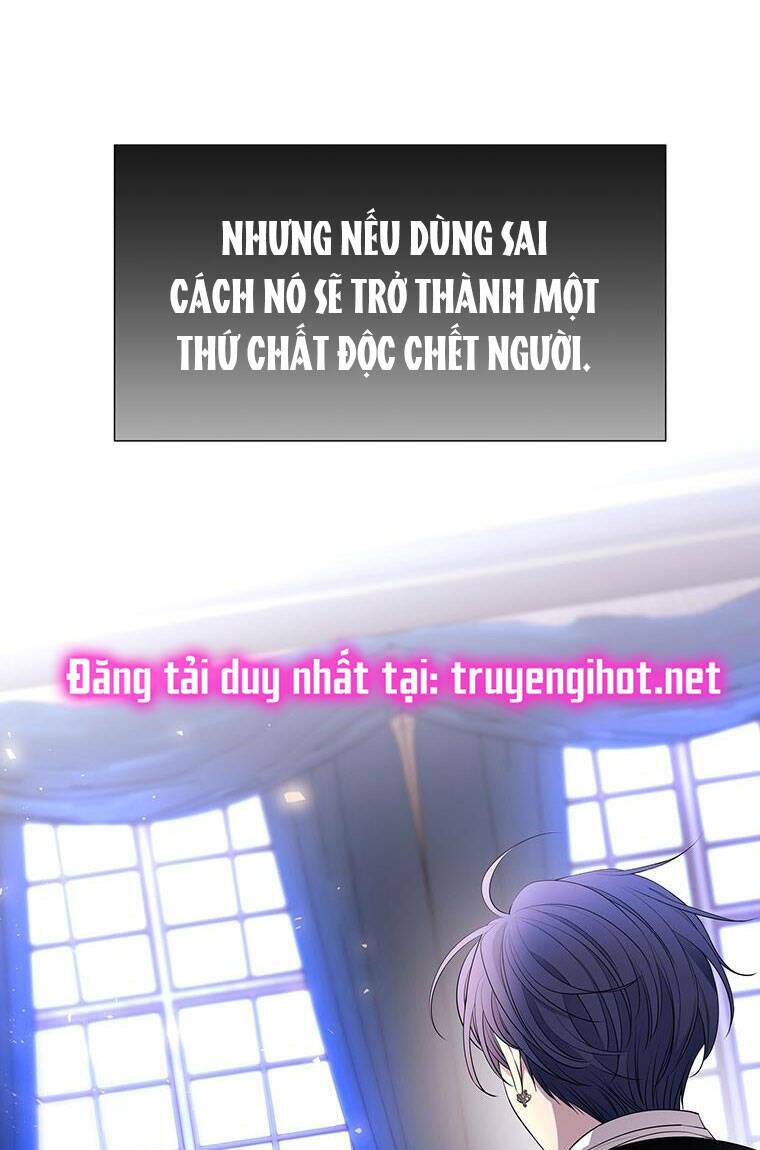 NHƯNG NẾU DÙNG SAI
CÁCH NÓ SẼ TRỞ THÀNH MỘT
THỨ CHẤT ĐỘC CHẾT NGƯỜI.
Đăng tải duy nhất tại: truyengihot.net